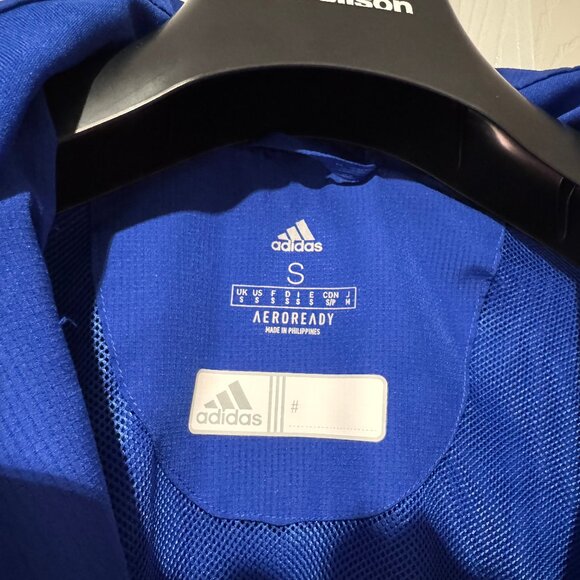 adidas
S
UK US F D I E CDN J
S S S S S S S/P M
AEROREADY
MADE IN PHILIPPINES
adidas #